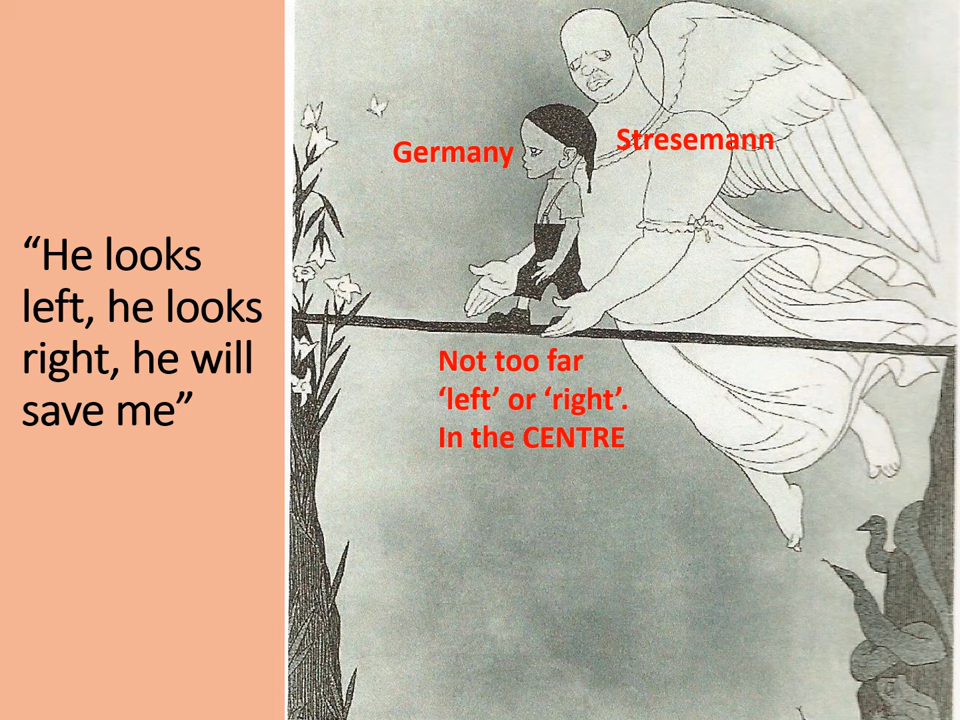 “He looks
left, he looks
right, he will
save me”
Germany
Stresemann
Not too far
‘left’ or ‘right’.
In the CENTRE